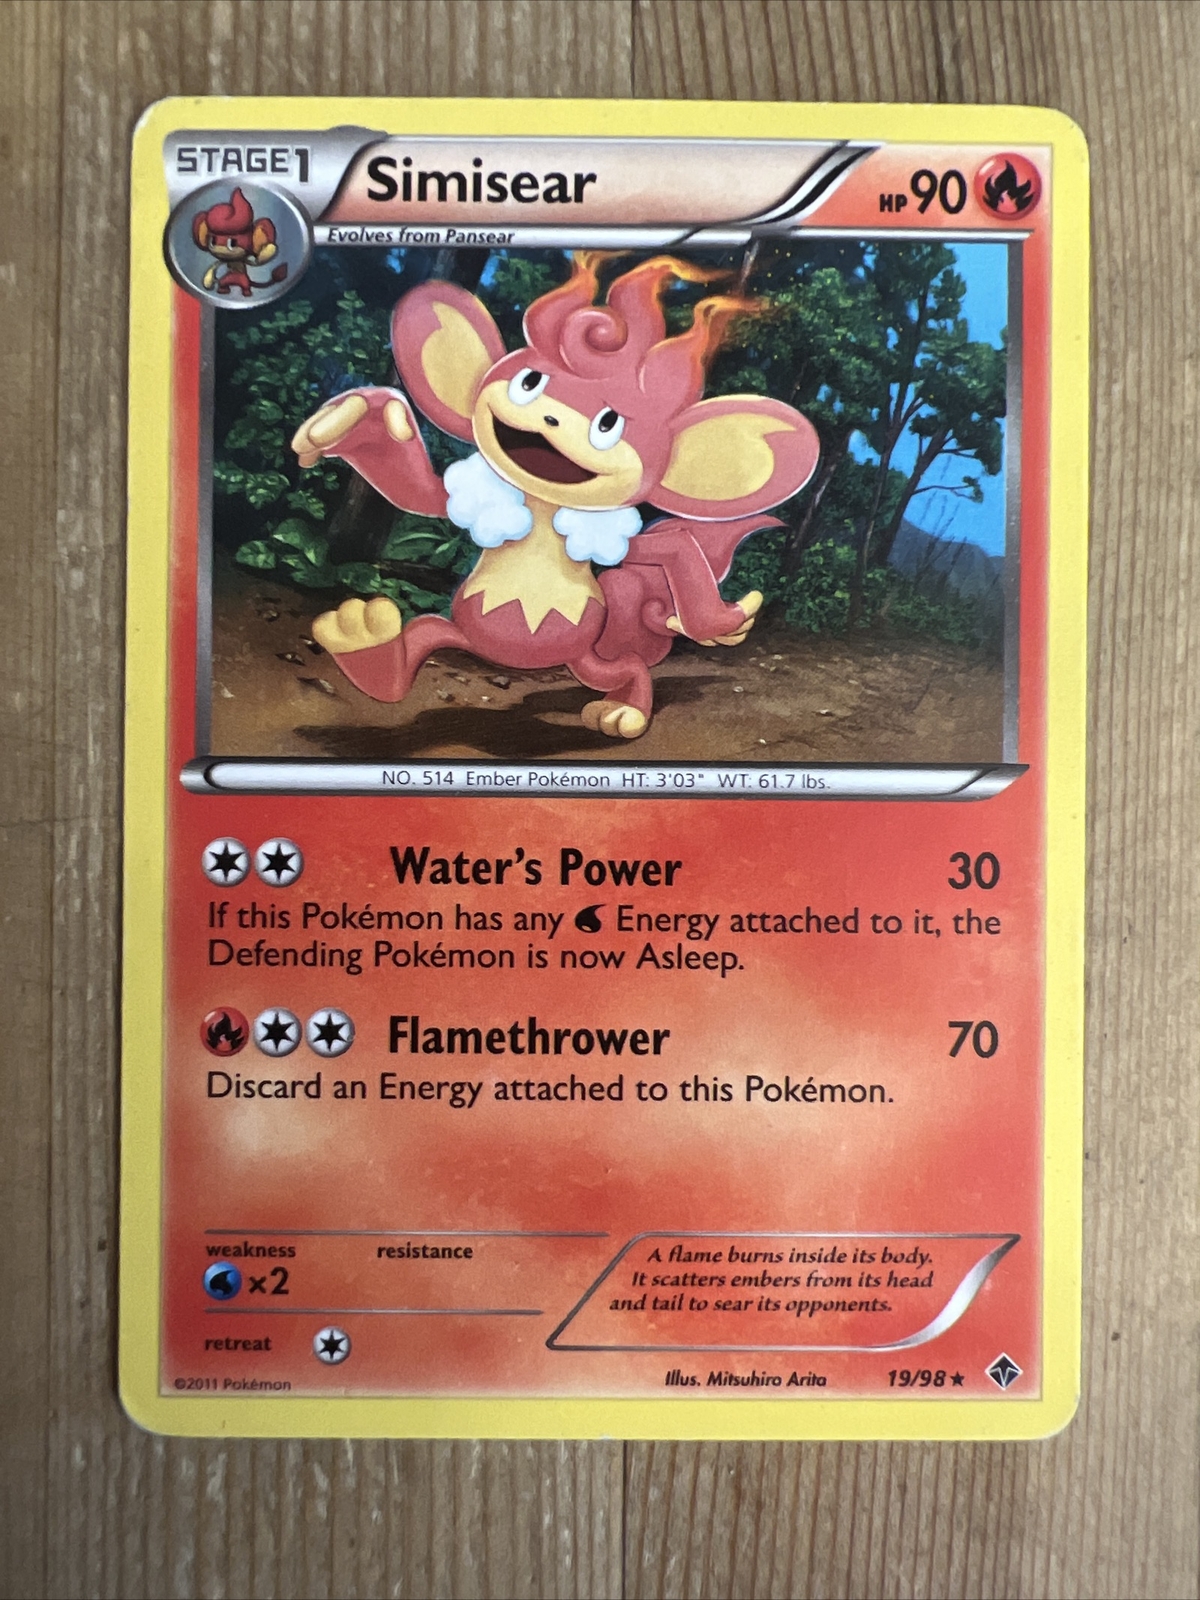 STAGE1
Simisear
HP 90
Evolves from Pansear
NO. 514 Ember Pokémon HT: 3'03" WT: 61.7 lbs.
Water's Power 30
If this Pokémon has any Energy attached to it, the
Defending Pokémon is now Asleep.
Flamethrower 70
Discard an Energy attached to this Pokémon.
weakness resistance
×2
A flame burns inside its body.
It scatters embers from its head
and tail to sear its opponents.
retreat
©2011 Pokémon
Illus. Mitsuhiro Arita
19/98 ★